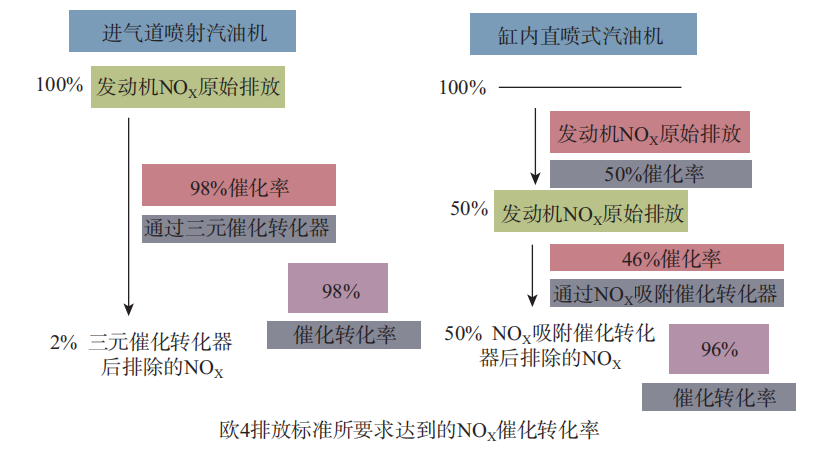 进气道喷射汽油机
100% 发动机NOX原始排放
98%催化率
通过三元催化转化器
98%
催化转化率
2% 三元催化转化器
后排除的NOX
缸内直喷式汽油机
100%
发动机NOX原始排放
50%催化率
50% 发动机NOX原始排放
46%催化率
通过NOX吸附催化转化器
50% NOX吸附催化转化
器后排除的NOX
96%
催化转化率
欧4排放标准所要求达到的NOX催化转化率